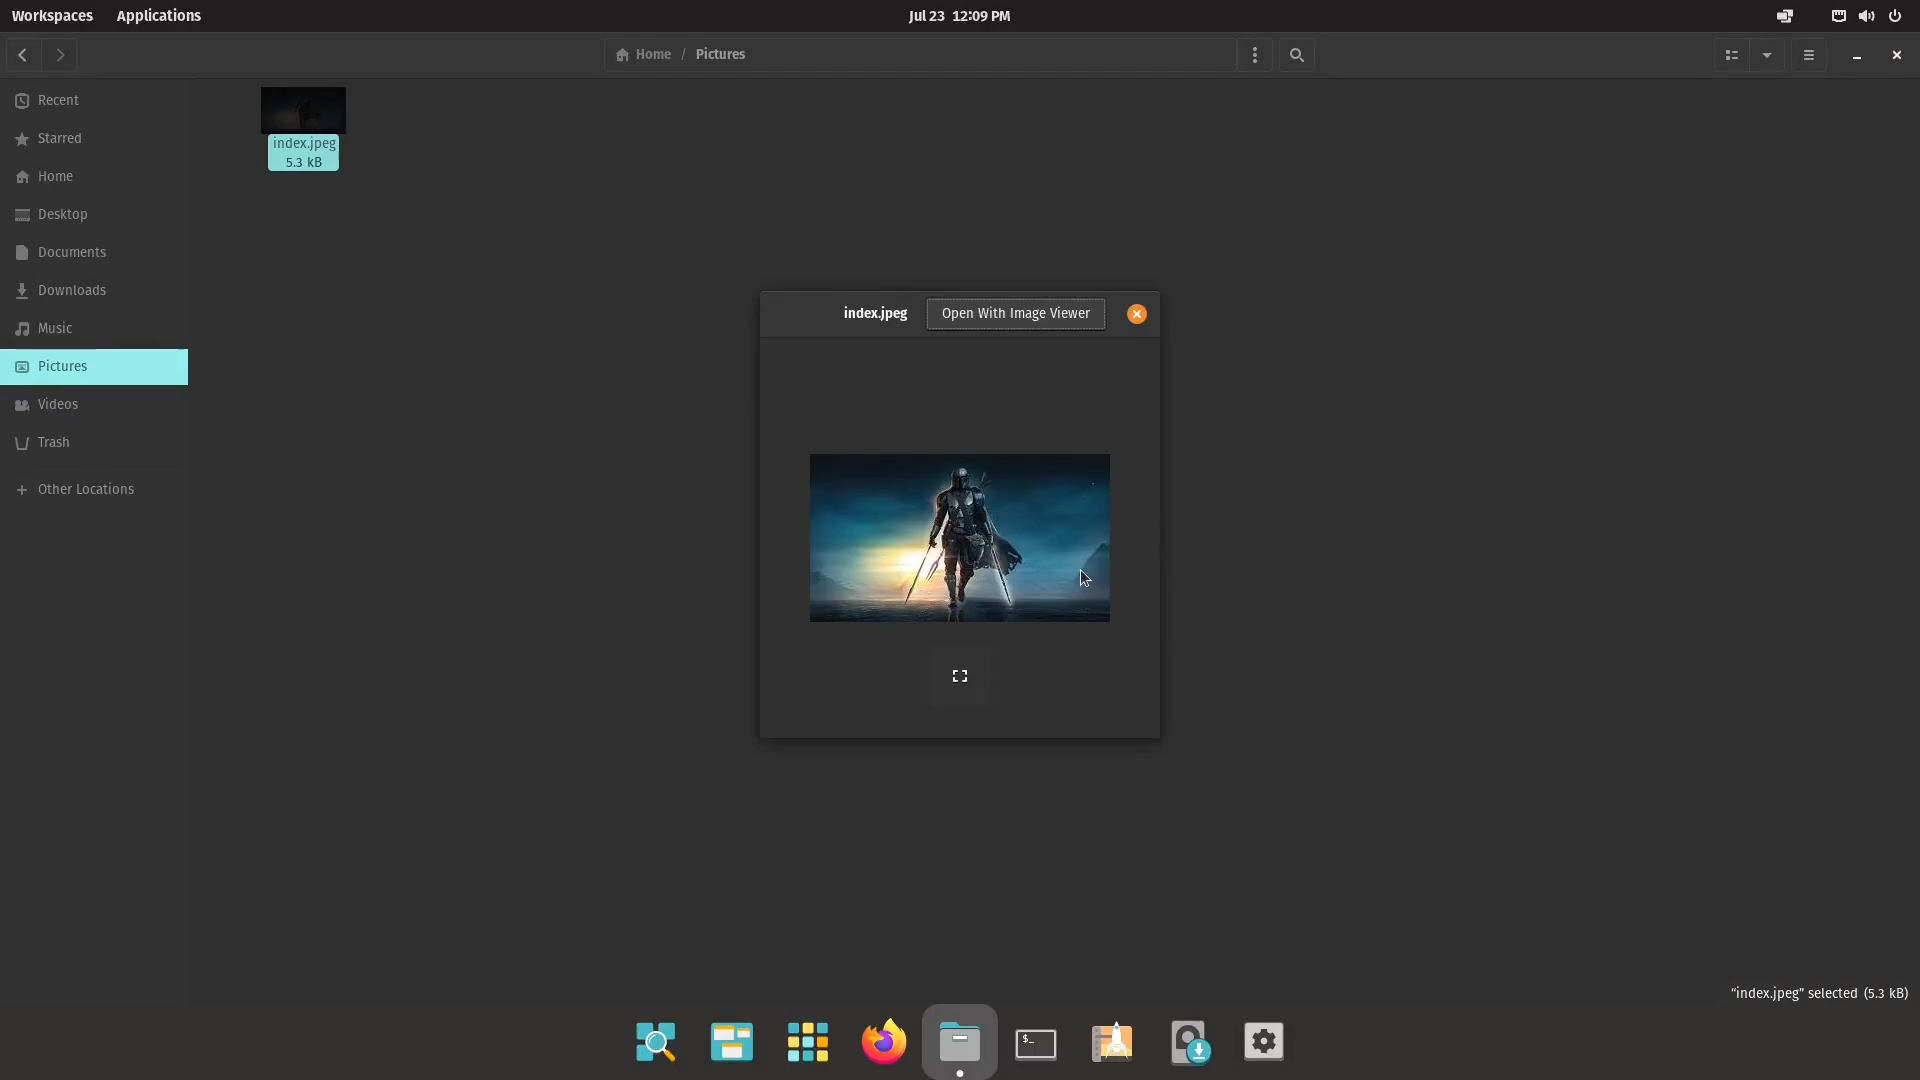 Workspaces Applications Jul 23 12:09 PM
Home / Pictures
Recent
Starred
Home
Desktop
Documents
Downloads
Music
Pictures
Videos
Trash
+ Other Locations
index.jpeg
5.3 kB
index.jpeg Open With Image Viewer
"index.jpeg" selected (5.3 kB)
$_